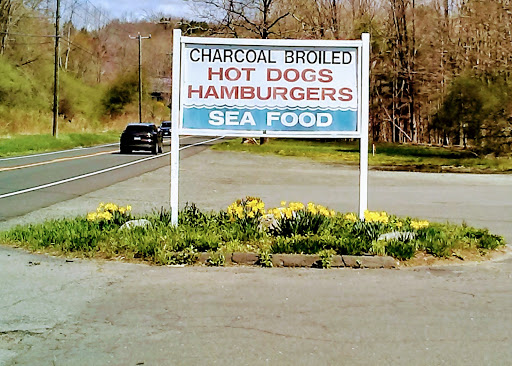 CHARCOAL BROILED
HOT DOGS
HAMBURGERS
SEA FOOD